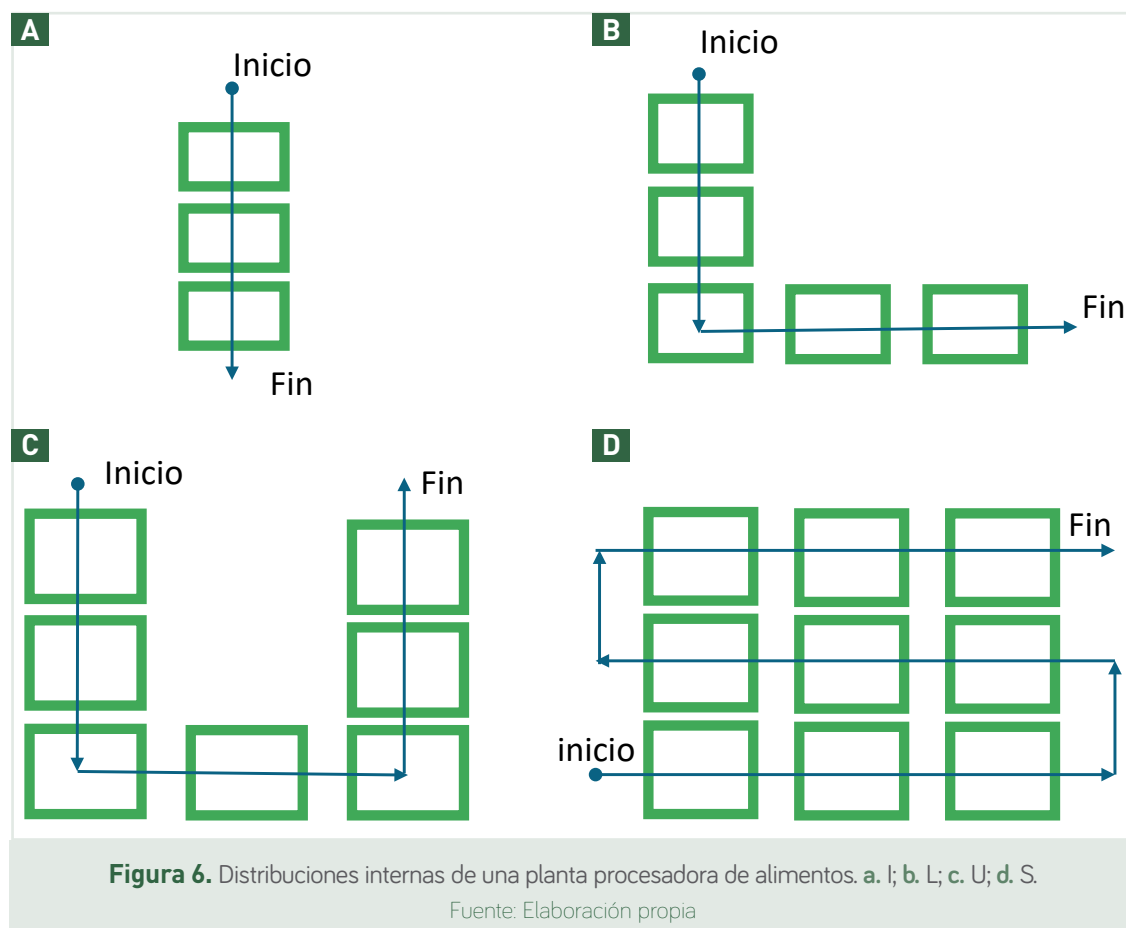 A
Inicio
Fin
B
Inicio
Fin
C
Inicio
Fin
D
Fin
inicio
Figura 6. Distribuciones internas de una planta procesadora de alimentos. a. I; b. L; c. U; d. S.
Fuente: Elaboración propia